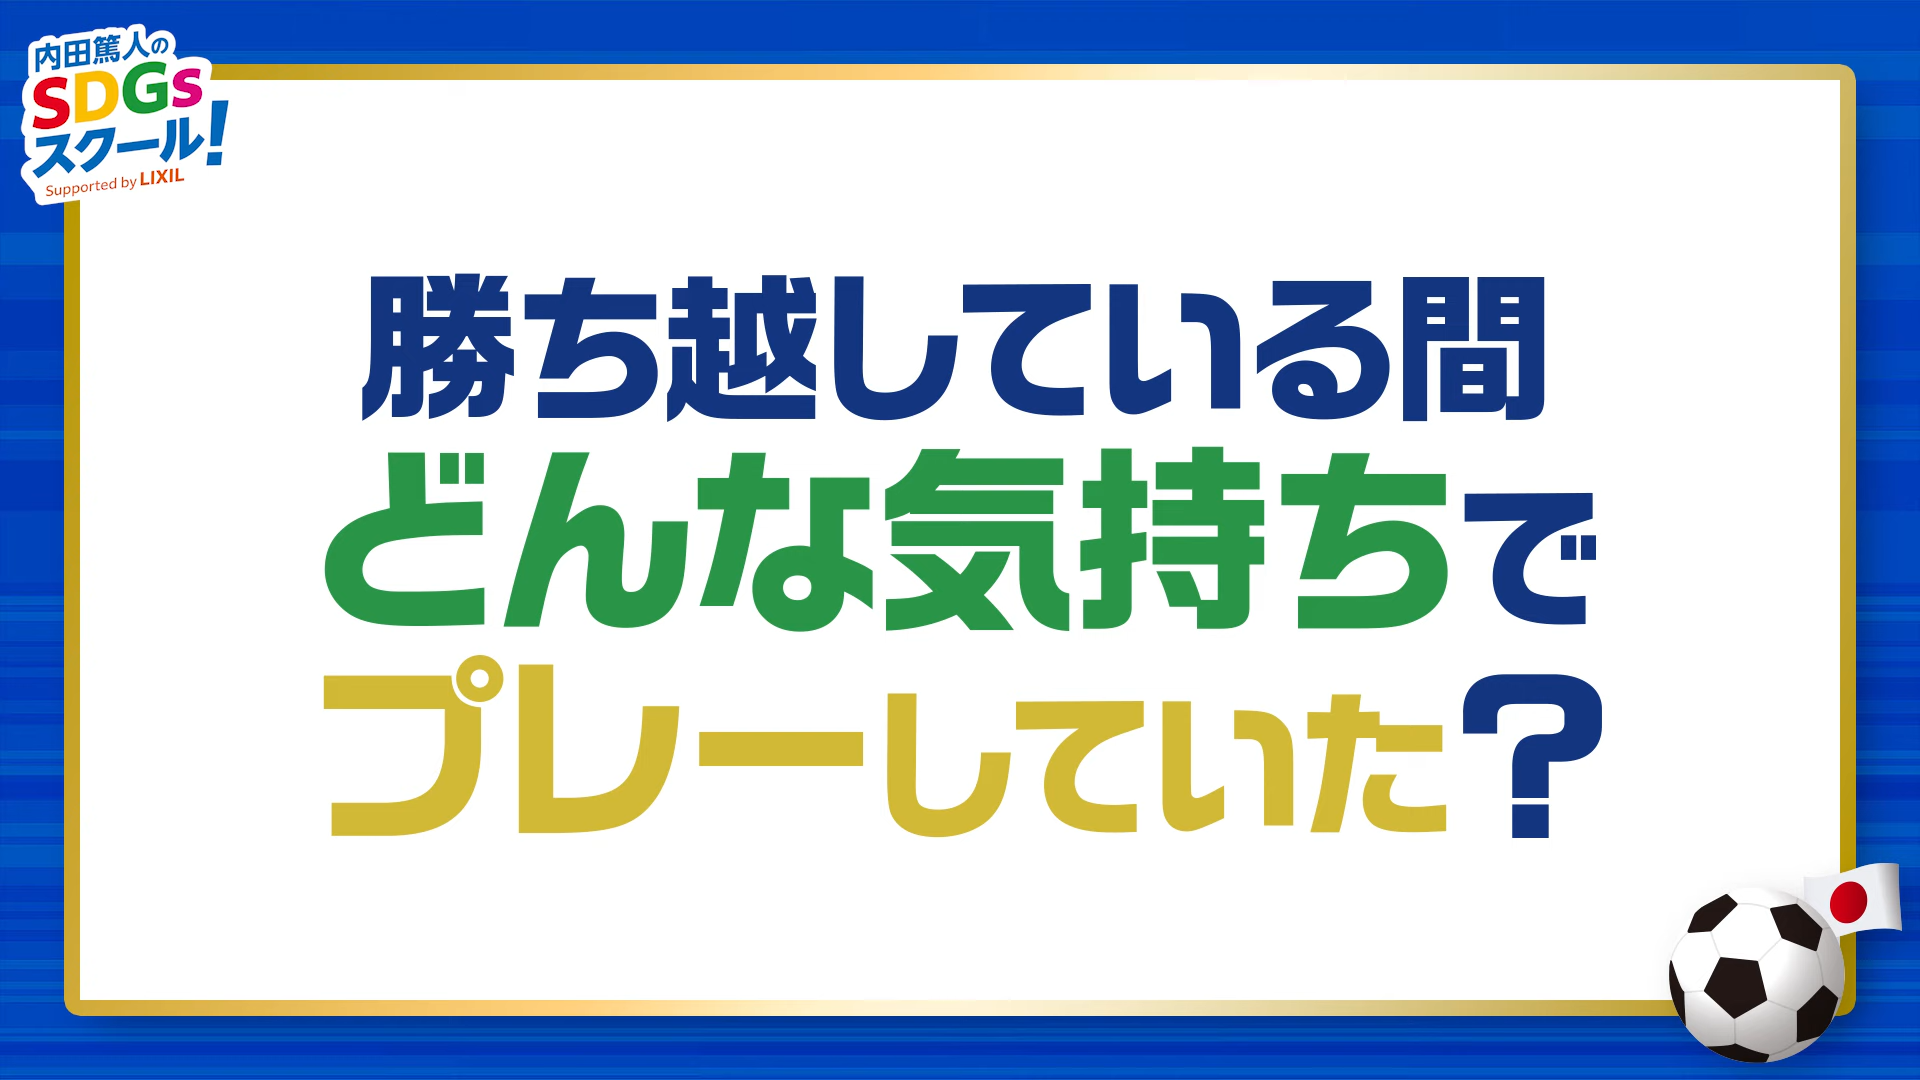 内田篤人の
SDGs
スクール!
Supported by LIXIL
勝ち越している間
どんな気持ちで
プレーしていた?